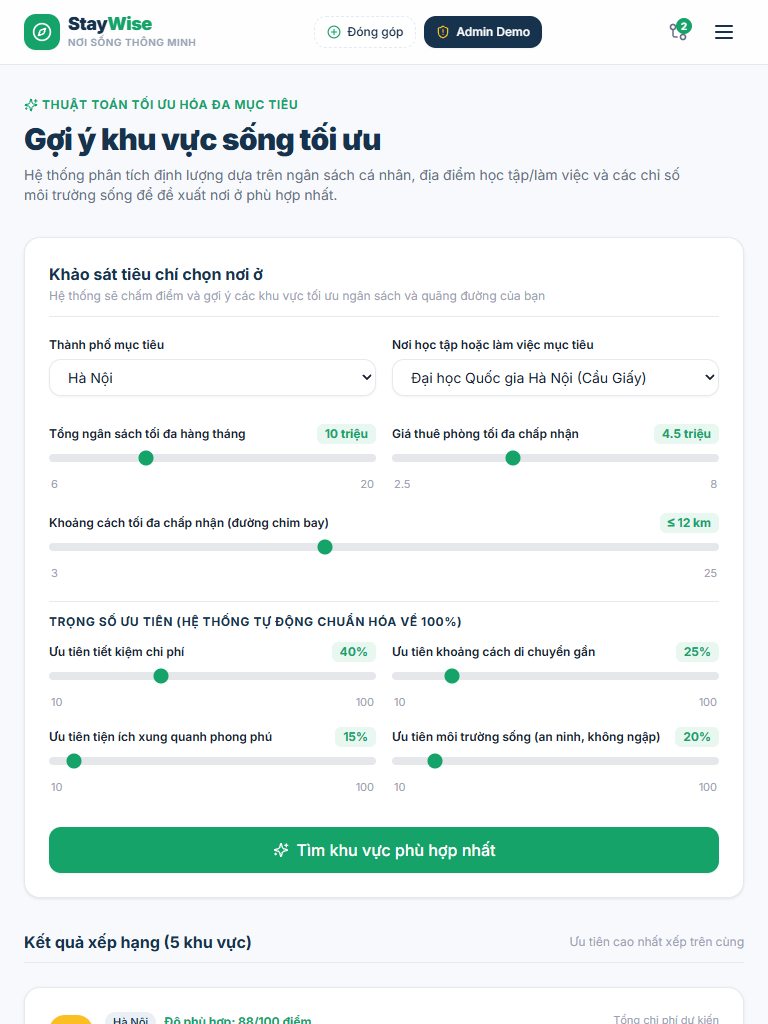 StayWise
NƠI SỐNG THÔNG MINH
Đóng góp
Admin Demo
2
THUẬT TOÁN TỐI ƯU HÓA ĐA MỤC TIÊU
Gợi ý khu vực sống tối ưu
Hệ thống phân tích định lượng dựa trên ngân sách cá nhân, địa điểm học tập/làm việc và các chỉ số
môi trường sống để đề xuất nơi ở phù hợp nhất.
Khảo sát tiêu chí chọn nơi ở
Hệ thống sẽ chấm điểm và gợi ý các khu vực tối ưu ngân sách và quãng đường của bạn
Thành phố mục tiêu
Nơi học tập hoặc làm việc mục tiêu
Hà Nội
Đại học Quốc gia Hà Nội (Cầu Giấy)
Tổng ngân sách tối đa hàng tháng
10 triệu
Giá thuê phòng tối đa chấp nhận
4.5 triệu
6
20
2.5
8
Khoảng cách tối đa chấp nhận (đường chim bay)
≤ 12 km
3
25
TRỌNG SỐ ƯU TIÊN (HỆ THỐNG TỰ ĐỘNG CHUẨN HÓA VỀ 100%)
Ưu tiên tiết kiệm chi phí
40%
Ưu tiên khoảng cách di chuyển gần
25%
10
100
10
100
Ưu tiên tiện ích xung quanh phong phú
15%
Ưu tiên môi trường sống (an ninh, không ngập)
20%
10
100
10
100
Tìm khu vực phù hợp nhất
Kết quả xếp hạng (5 khu vực)
Ưu tiên cao nhất xếp trên cùng
Hà Nội
Độ phù hợp: 88/100 điểm
Tổng chi phí dự kiến